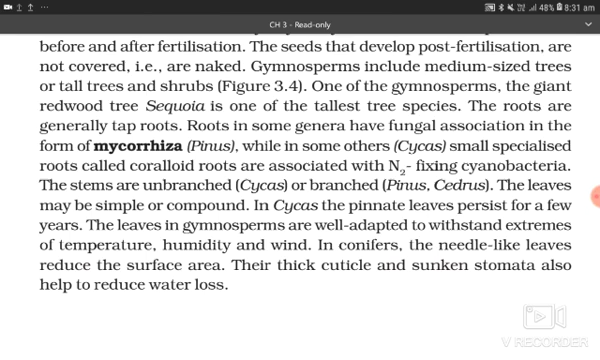 48% 8:31 am
CH 3 - Read-only
before and after fertilisation. The seeds that develop post-fertilisation, are
not covered, i.e., are naked. Gymnosperms include medium-sized trees
or tall trees and shrubs (Figure 3.4). One of the gymnosperms, the giant
redwood tree Sequoia is one of the tallest tree species. The roots are
generally tap roots. Roots in some genera have fungal association in the
form of mycorrhiza (Pinus), while in some others (Cycas) small specialised
roots called coralloid roots are associated with N₂- fixing cyanobacteria.
The stems are unbranched (Cycas) or branched (Pinus, Cedrus). The leaves
may be simple or compound. In Cycas the pinnate leaves persist for a few
years. The leaves in gymnosperms are well-adapted to withstand extremes
of temperature, humidity and wind. In conifers, the needle-like leaves
reduce the surface area. Their thick cuticle and sunken stomata also
help to reduce water loss.
V RECORDER